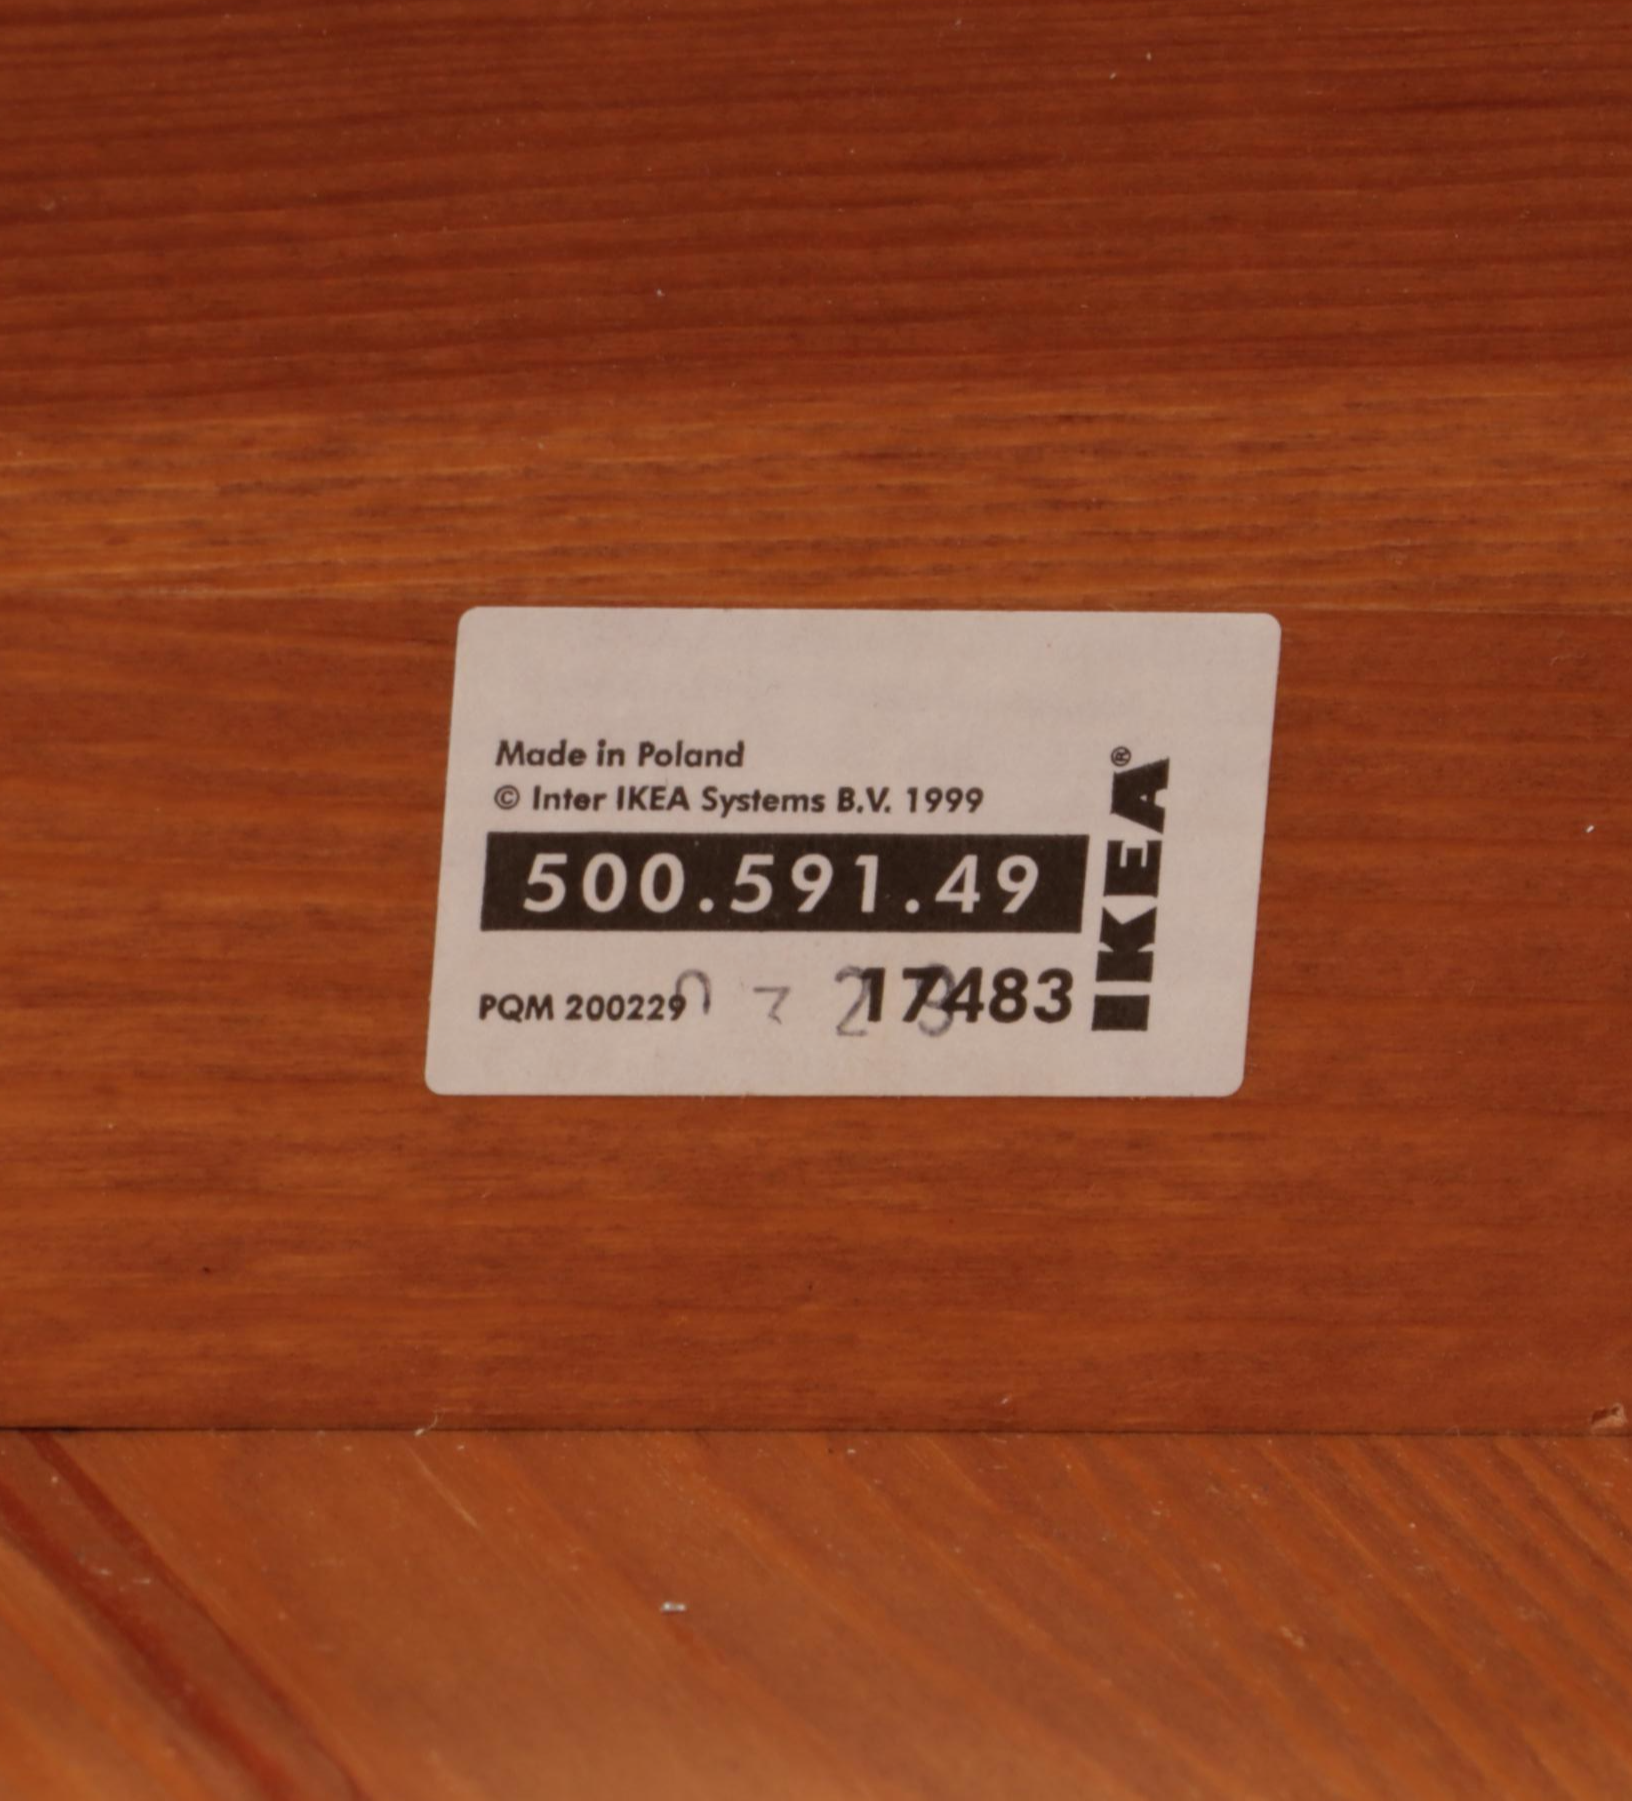 Made in Poland
© Inter IKEA Systems B.V. 1999
500.591.49
PQM 200229 17483
IKEA®